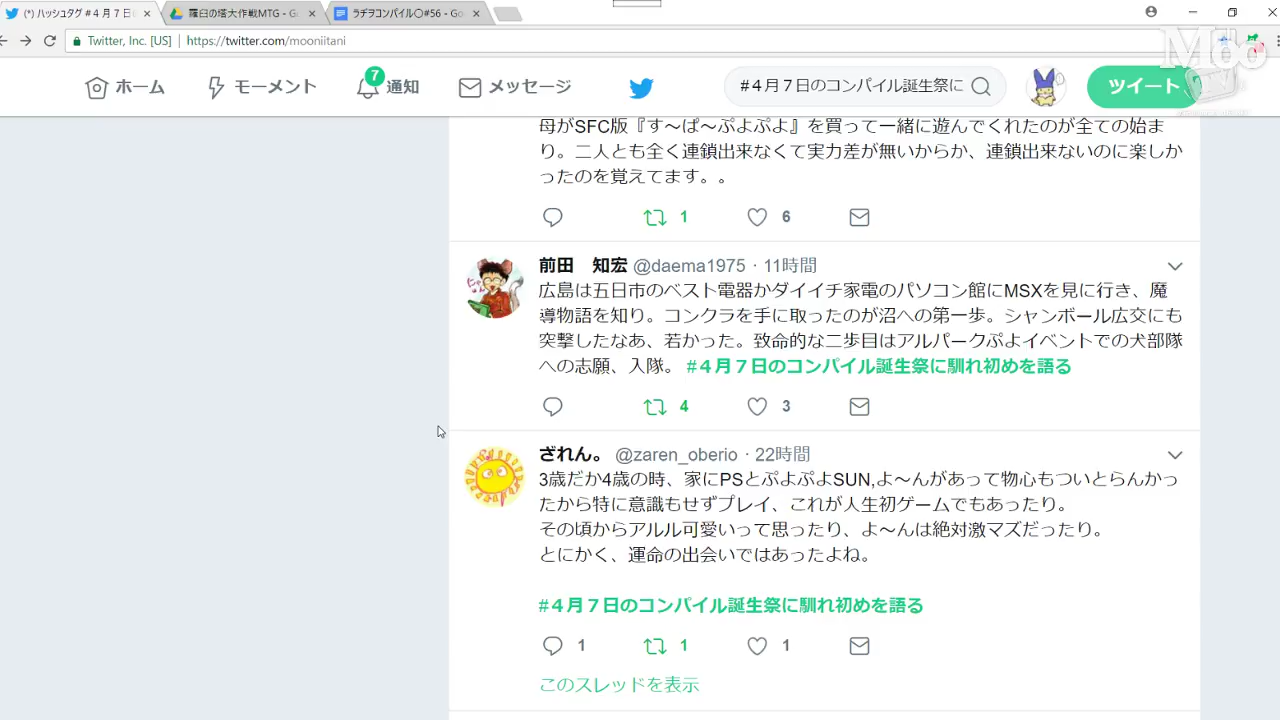 (*) ハッシュタグ＃４月７日の
羅臼の塔大作戦MTG - Go
ラヂヲコンパイル〇#56 - Go
Twitter, Inc. [US] | https://twitter.com/mooniitani
Moo
ホーム モーメント 7 通知 メッセージ #４月７日のコンパイル誕生祭に ツイート
母がSFC版『す～ぱ～ぷよぷよ』を買って一緒に遊んでくれたのが全ての始ま
り。二人とも全く連鎖出来なくて実力差が無いからか、連鎖出来ないのに楽しか
ったのを覚えてます。。
1 6
前田　知宏 @daema1975 · 11時間
広島は五日市のベスト電器かダイイチ家電のパソコン館にMSXを見に行き、魔
導物語を知り。コンクラを手に取ったのが沼への第一歩。シャンボール広交にも
突撃したなあ、若かった。致命的な二歩目はアルパークぷよイベントでの犬部隊
への志願、入隊。 #４月７日のコンパイル誕生祭に馴れ初めを語る
4 3
ざれん。 @zaren_oberio · 22時間
3歳だか4歳の時、家にPSとぷよぷよSUN,よ～んがあって物心もついとらんかっ
たから特に意識もせずプレイ、これが人生初ゲームでもあったり。
その頃からアルル可愛いって思ったり、よ～んは絶対激マズだったり。
とにかく、運命の出会いではあったよね。
#４月７日のコンパイル誕生祭に馴れ初めを語る
1 1 1
このスレッドを表示